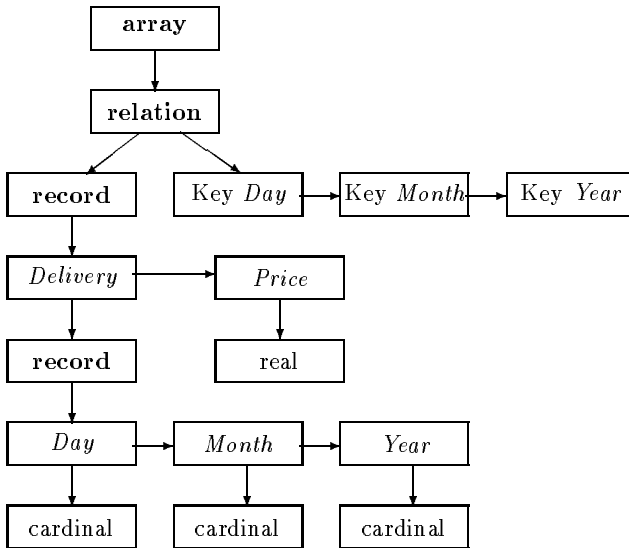 array
relation
record
Key Day
Key Month
Key Year
Delivery
Price
record
real
Day
Month
Year
cardinal
cardinal
cardinal